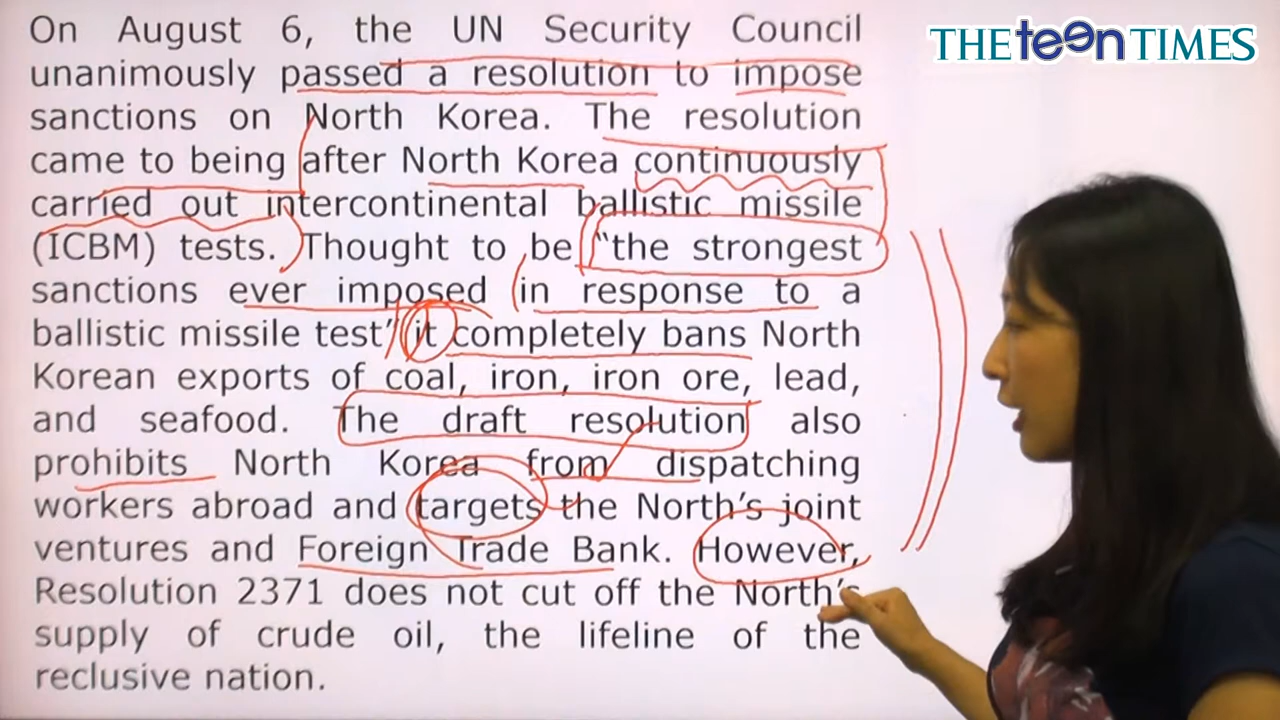 On August 6, the UN Security Council
unanimously passed a resolution to impose
sanctions on North Korea. The resolution
came to being after North Korea continuously
carried out intercontinental ballistic missile
(ICBM) tests. Thought to be "the strongest
sanctions ever imposed in response to a
ballistic missile test" it completely bans North
Korean exports of coal, iron, iron ore, lead,
and seafood. The draft resolution also
prohibits North Korea from dispatching
workers abroad and targets the North's joint
ventures and Foreign Trade Bank. However,
Resolution 2371 does not cut off the North's
supply of crude oil, the lifeline of the
reclusive nation.
THE teen TIMES